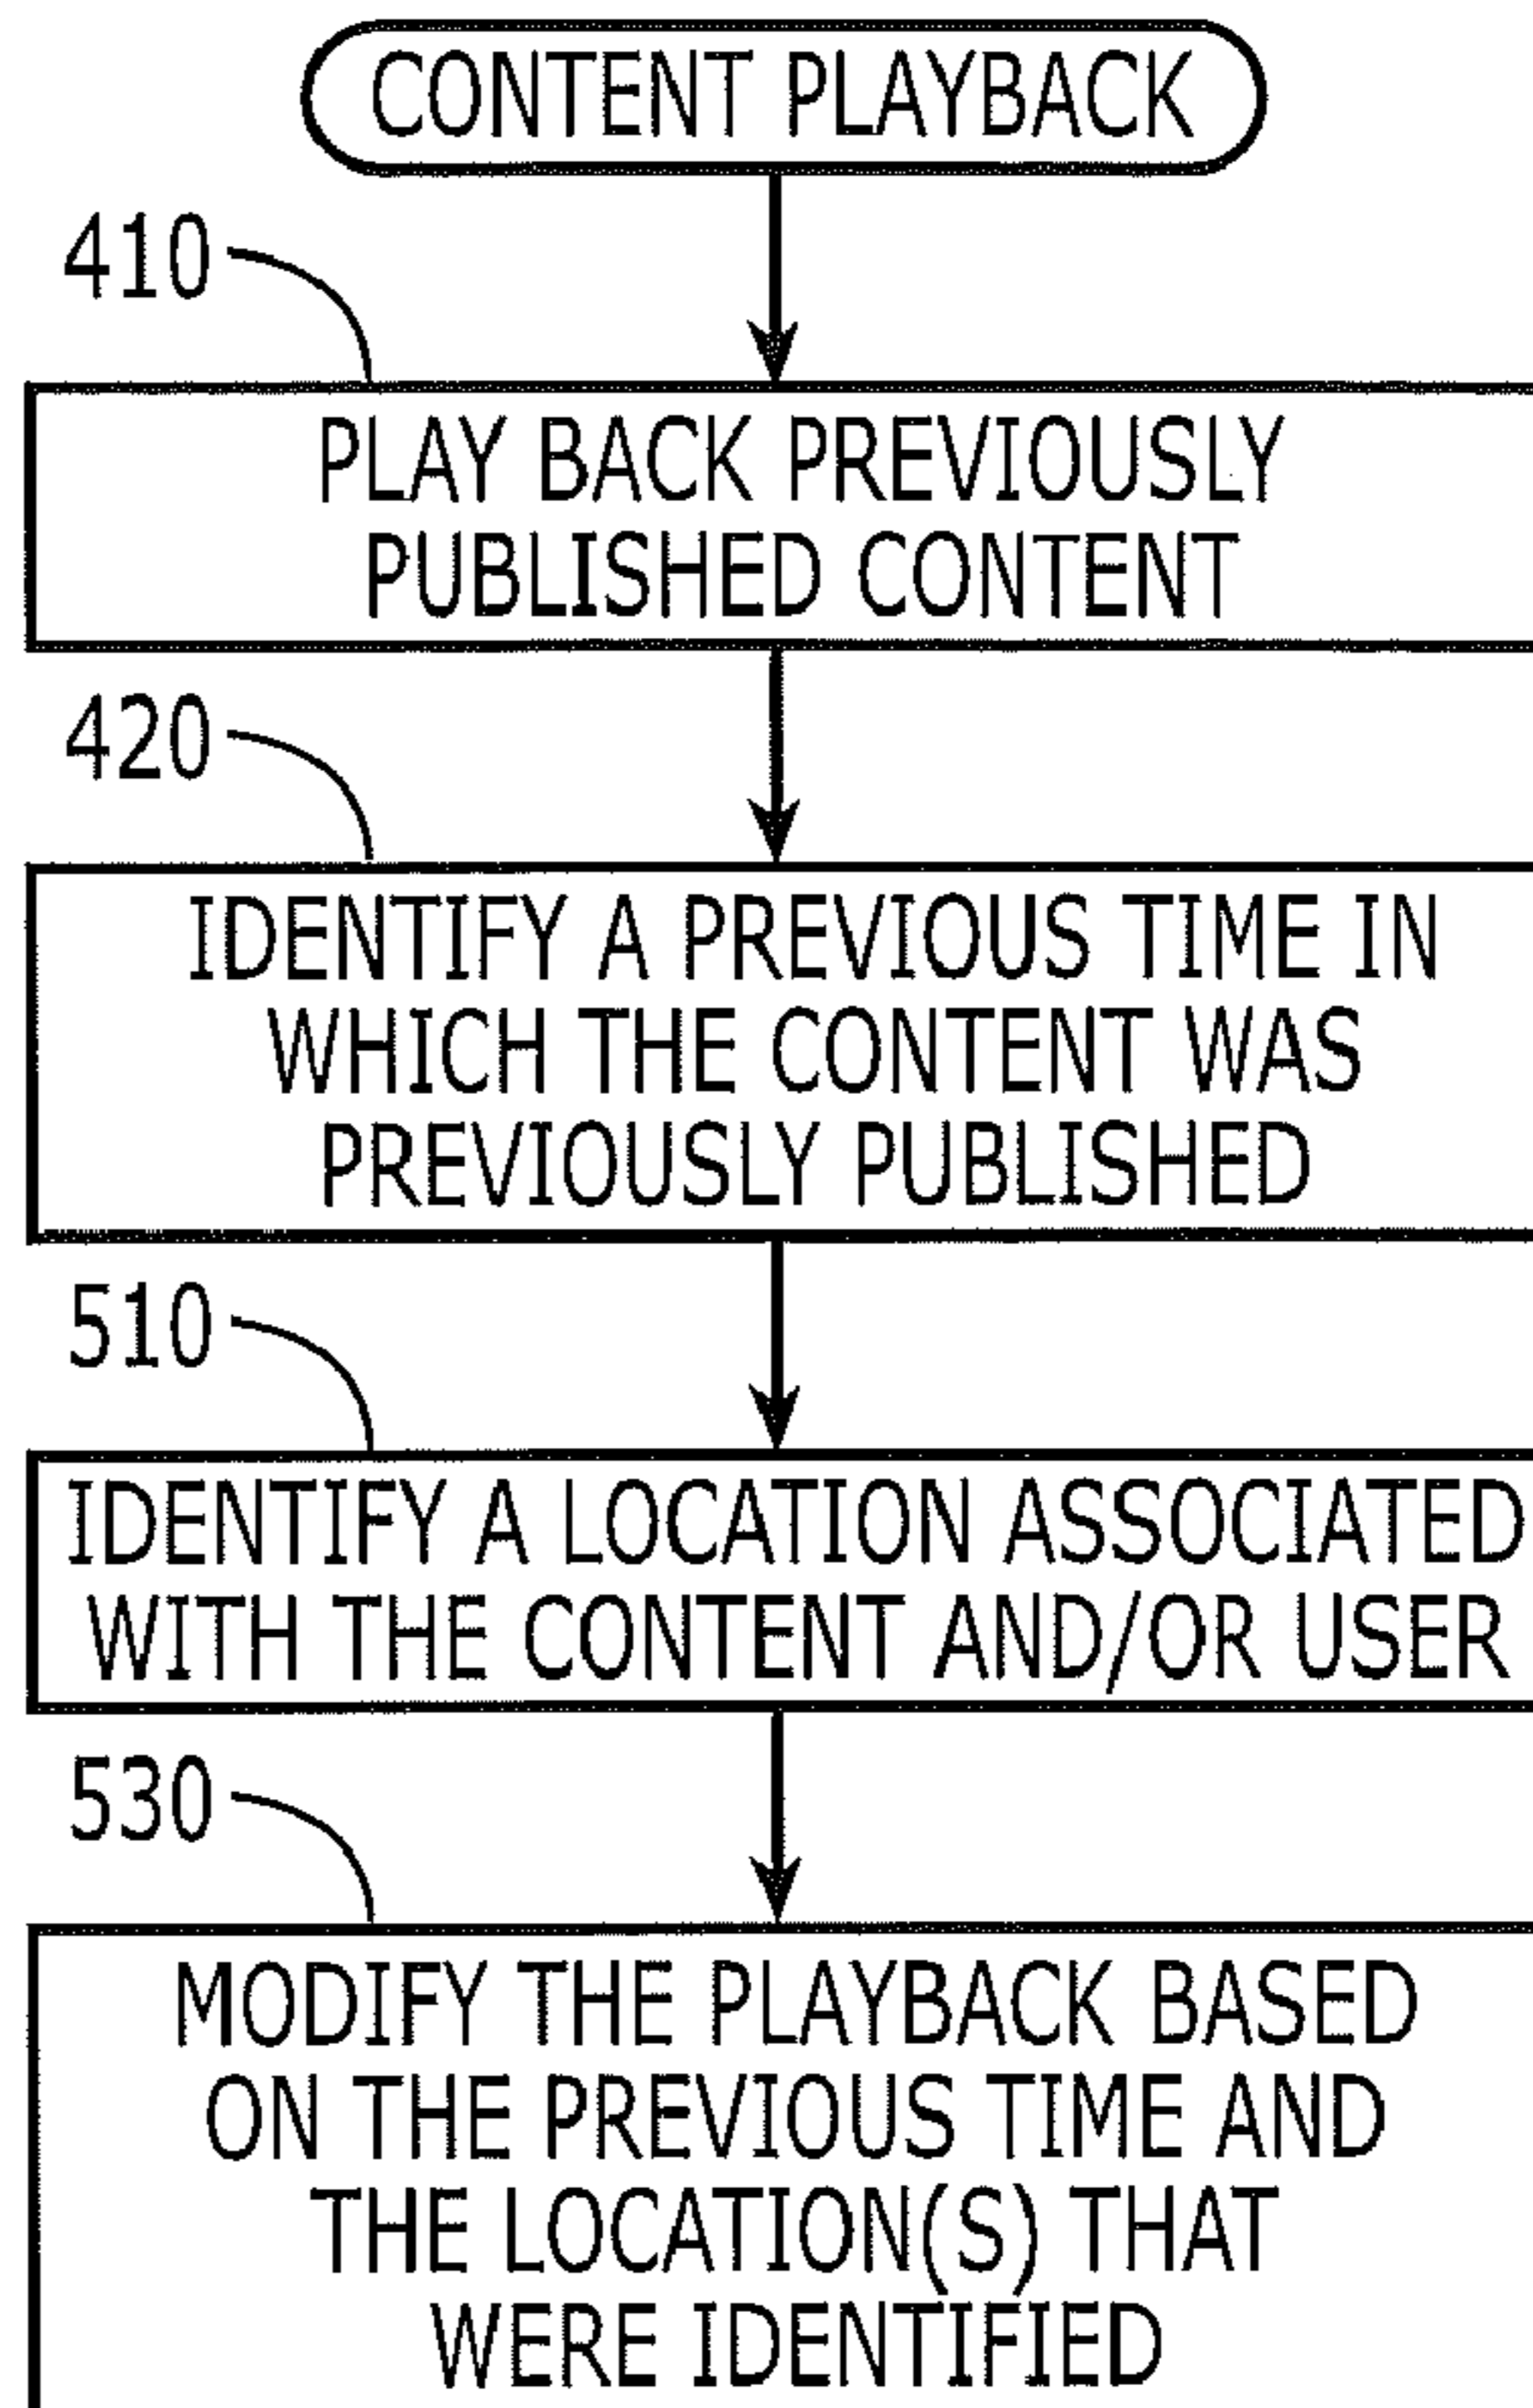 CONTENT PLAYBACK
410
PLAY BACK PREVIOUSLY
PUBLISHED CONTENT
420
IDENTIFY A PREVIOUS TIME IN
WHICH THE CONTENT WAS
PREVIOUSLY PUBLISHED
510
IDENTIFY A LOCATION ASSOCIATED
WITH THE CONTENT AND/OR USER
530
MODIFY THE PLAYBACK BASED
ON THE PREVIOUS TIME AND
THE LOCATION(S) THAT
WERE IDENTIFIED